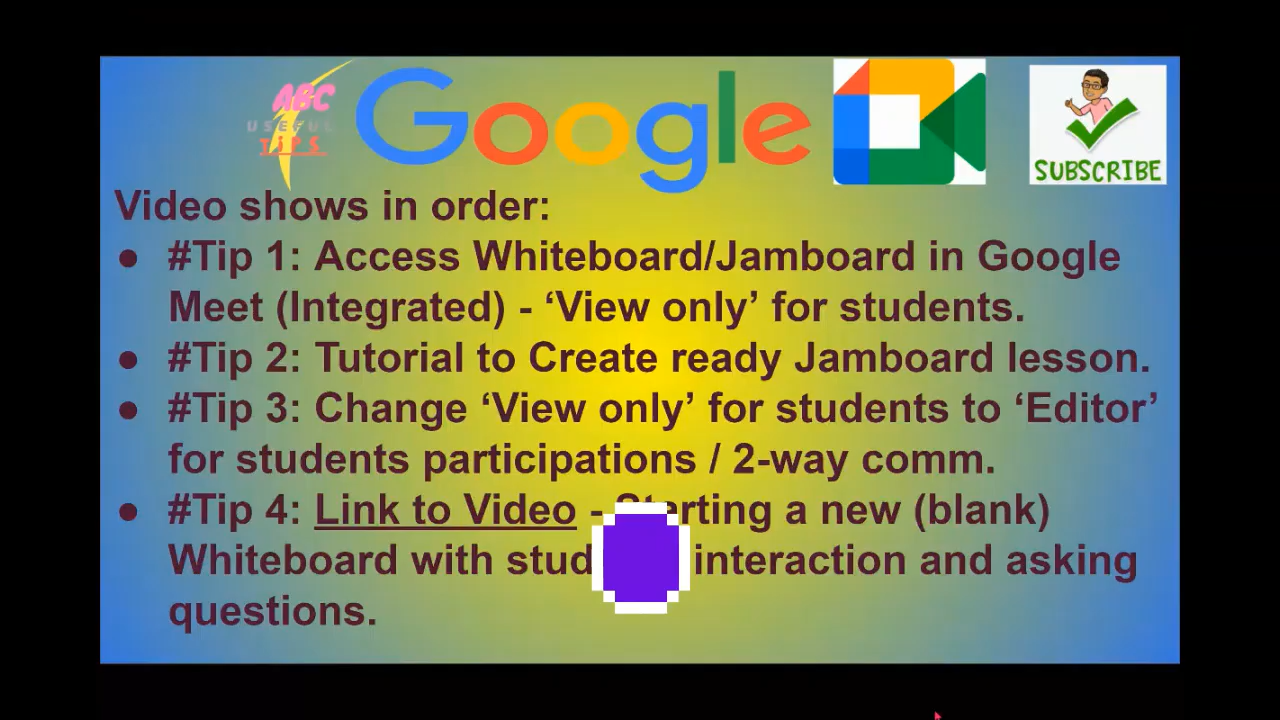 ABC
USEFUL
TIPS
Google
SUBSCRIBE
Video shows in order:
● #Tip 1: Access Whiteboard/Jamboard in Google
Meet (Integrated) - ‘View only’ for students.
● #Tip 2: Tutorial to Create ready Jamboard lesson.
● #Tip 3: Change ‘View only’ for students to ‘Editor’
for students participations / 2-way comm.
● #Tip 4: Link to Video - Starting a new (blank)
Whiteboard with stud interaction and asking
questions.